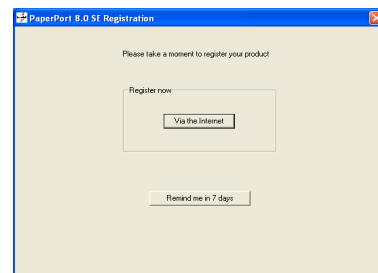 PaperPort 8.0 SE Registration
Please take a moment to register your product
Register now
Via the Internet
Remind me in 7 days